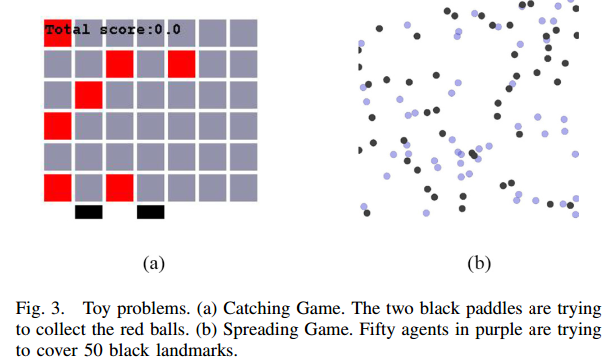 Total score:0.0
(a)
(b)
Fig. 3. Toy problems. (a) Catching Game. The two black paddles are trying
to collect the red balls. (b) Spreading Game. Fifty agents in purple are trying
to cover 50 black landmarks.